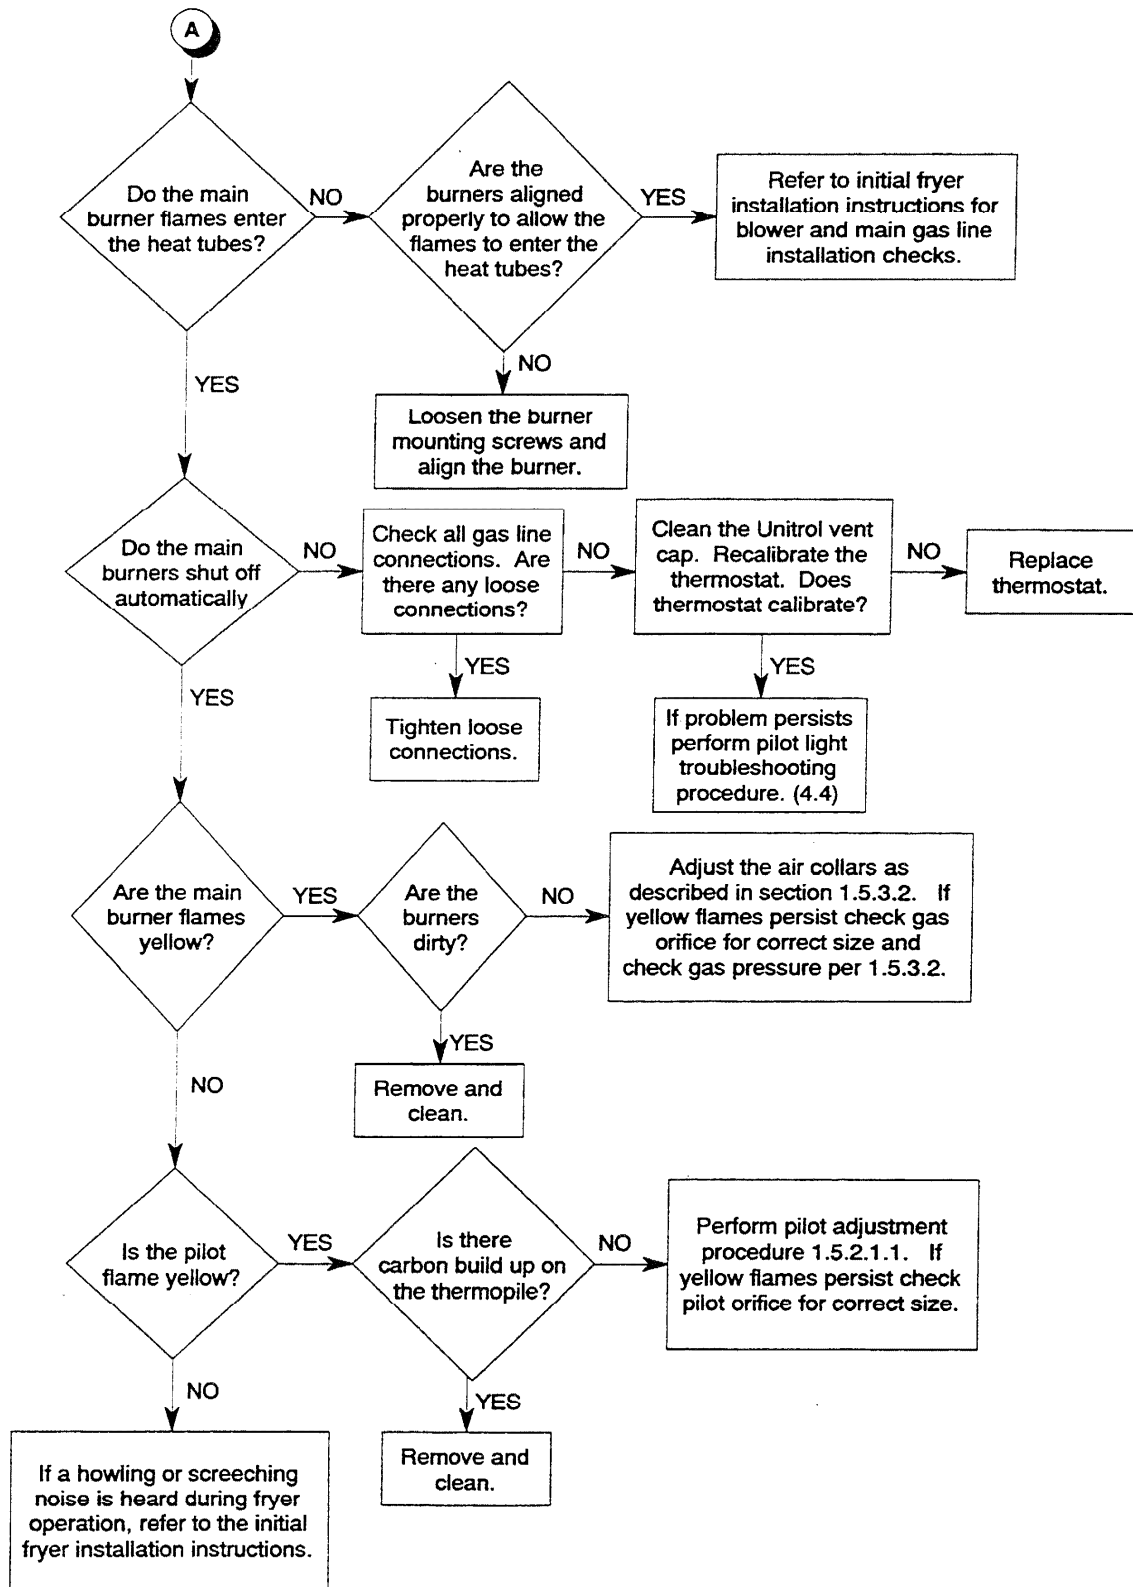 A
Do the main
burner flames enter
the heat tubes?
NO
Are the
burners aligned
properly to allow the
flames to enter the
heat tubes?
YES
Refer to initial fryer
installation instructions for
blower and main gas line
installation checks.
NO
Loosen the burner
mounting screws and
align the burner.
YES
Do the main
burners shut off
automatically
NO
Check all gas line
connections. Are
there any loose
connections?
NO
Clean the Unitrol vent
cap. Recalibrate the
thermostat. Does
thermostat calibrate?
NO
Replace
thermostat.
YES
Tighten loose
connections.
YES
If problem persists
perform pilot light
troubleshooting
procedure. (4.4)
YES
Are the main
burner flames
yellow?
YES
Are the
burners
dirty?
NO
Adjust the air collars as
described in section 1.5.3.2. If
yellow flames persist check gas
orifice for correct size and
check gas pressure per 1.5.3.2.
YES
Remove and
clean.
NO
Is the pilot
flame yellow?
YES
Is there
carbon build up on
the thermopile?
NO
Perform pilot adjustment
procedure 1.5.2.1.1. If
yellow flames persist check
pilot orifice for correct size.
YES
Remove and
clean.
NO
If a howling or screeching
noise is heard during fryer
operation, refer to the initial
fryer installation instructions.